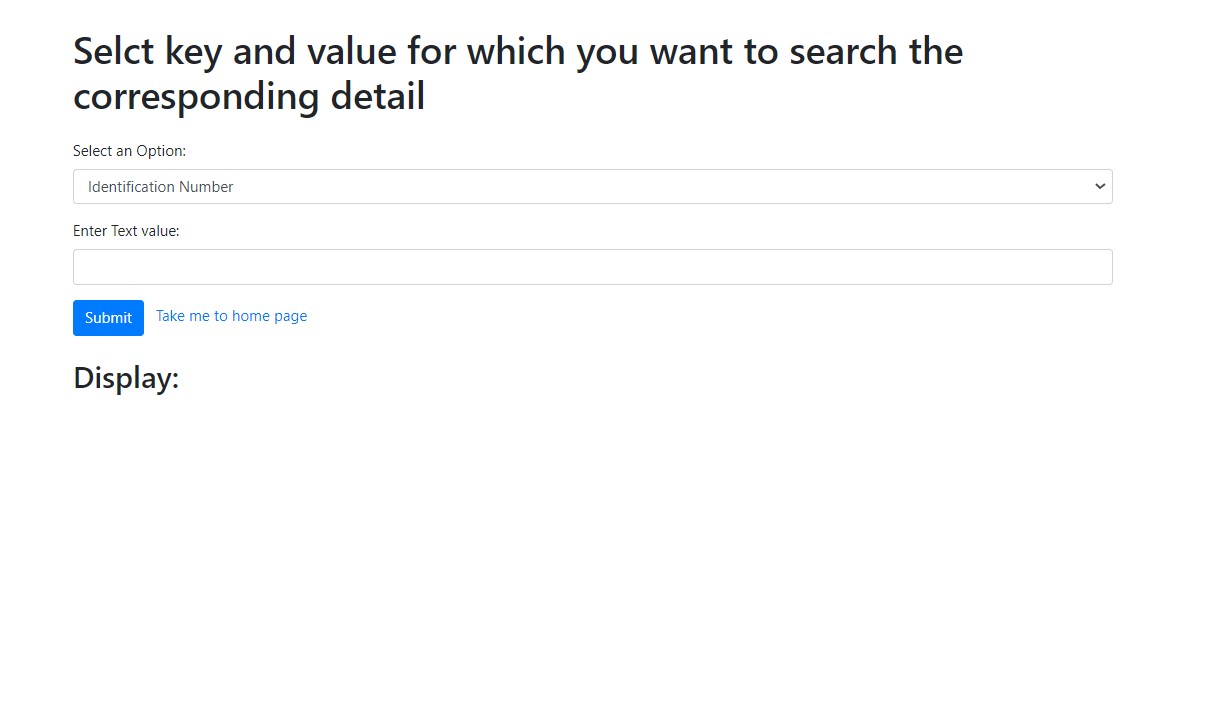 Selct key and value for which you want to search the
corresponding detail
Select an Option:
Identification Number
Enter Text value:
Submit Take me to home page
Display: